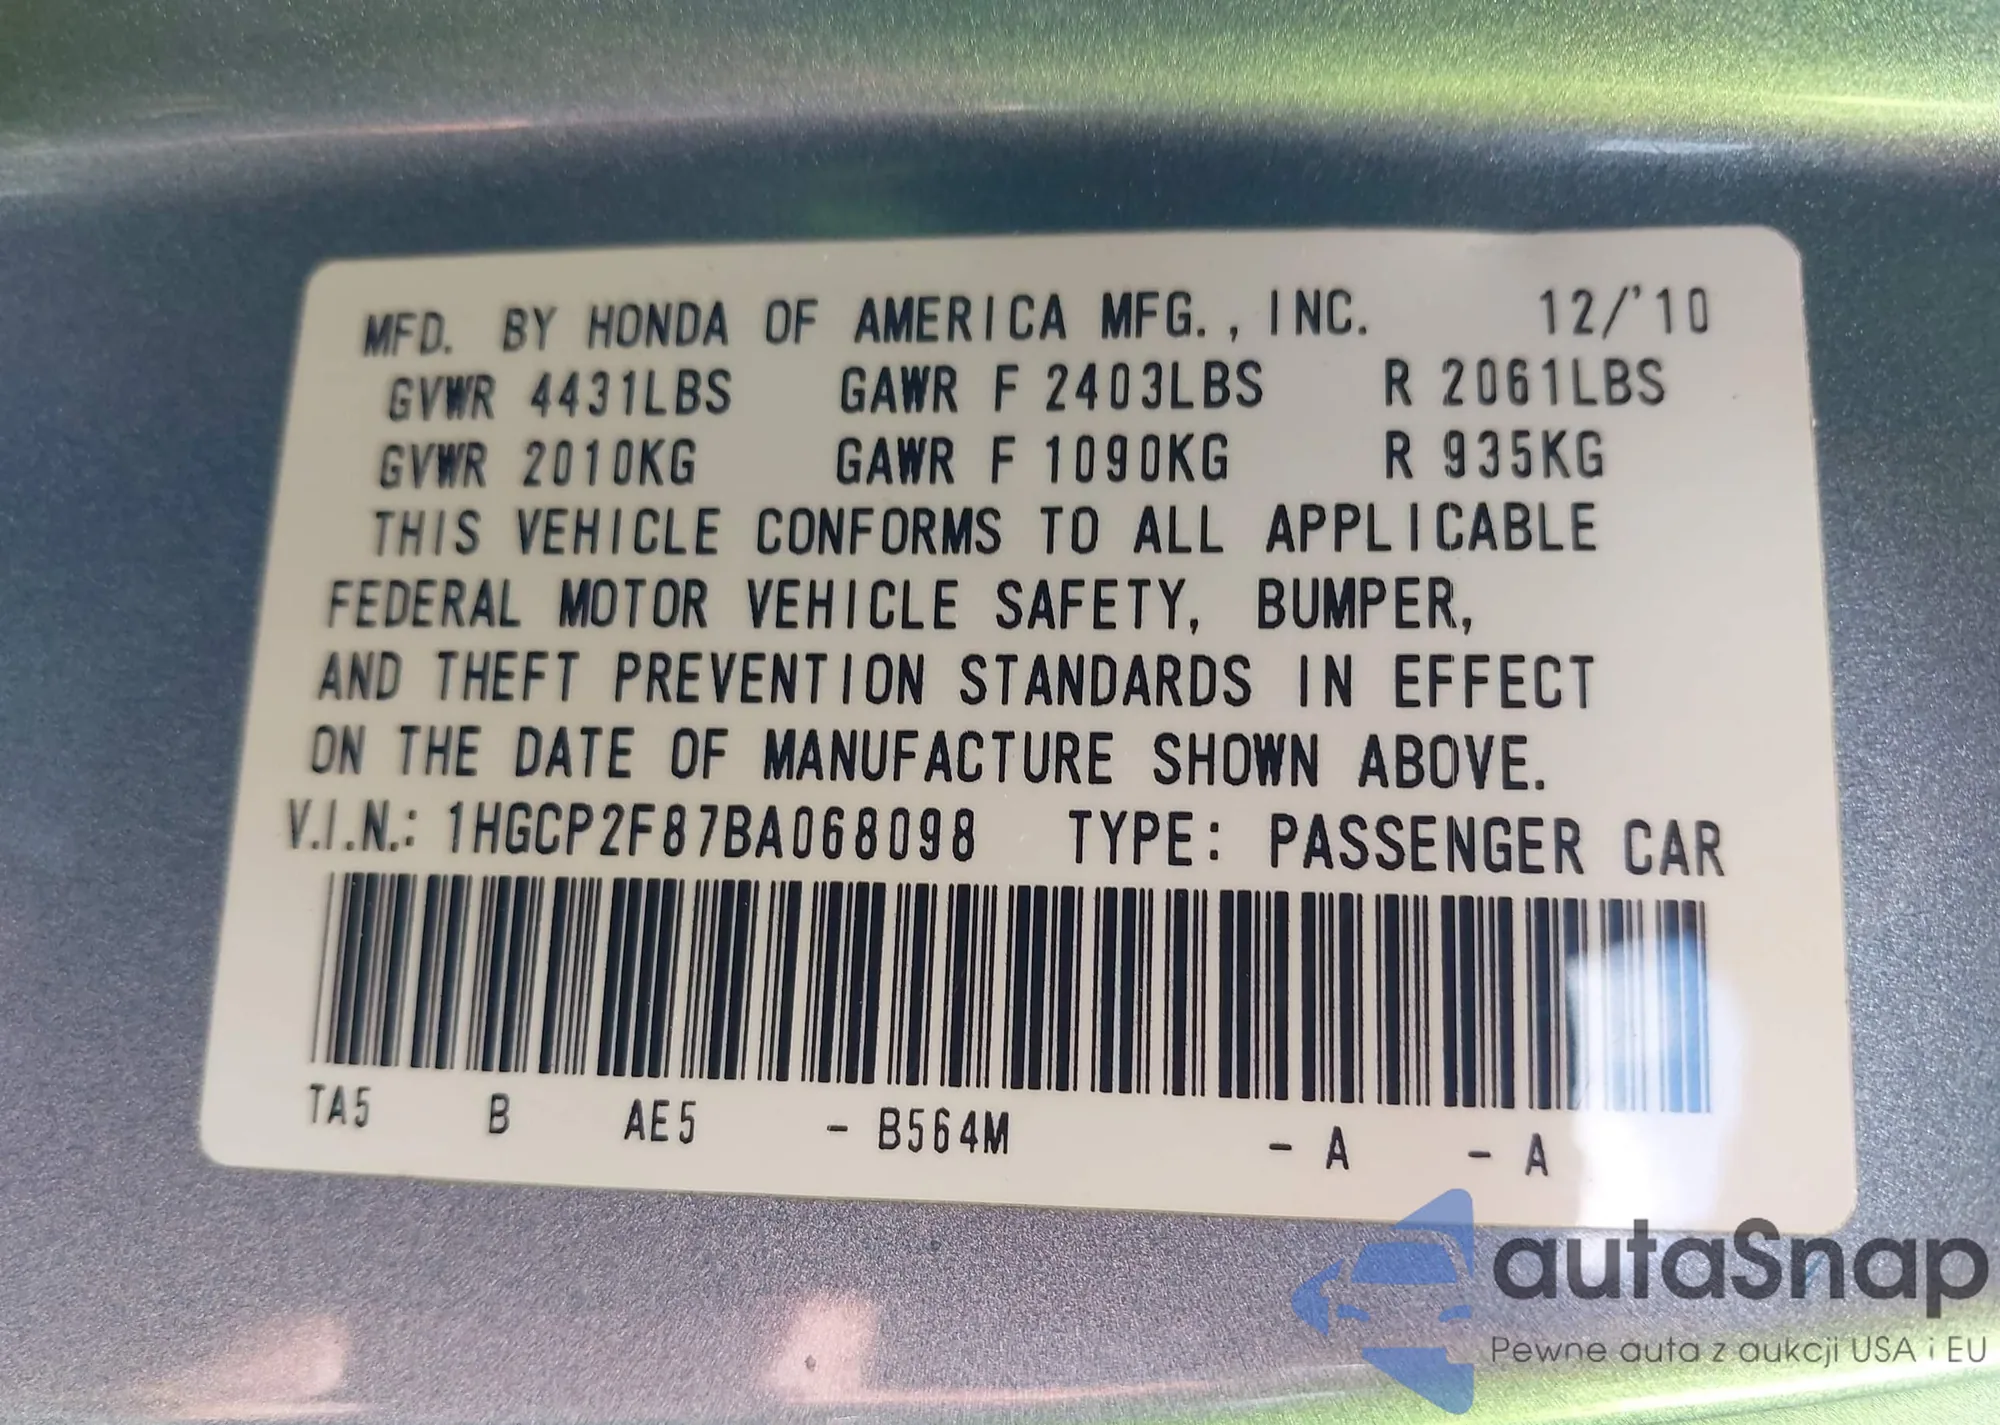 MFD. BY HONDA OF AMERICA MFG., INC. 12/'10
GVWR 4431LBS GAWR F 2403LBS R 2061LBS
GVWR 2010KG GAWR F 1090KG R 935KG
THIS VEHICLE CONFORMS TO ALL APPLICABLE
FEDERAL MOTOR VEHICLE SAFETY, BUMPER,
AND THEFT PREVENTION STANDARDS IN EFFECT
ON THE DATE OF MANUFACTURE SHOWN ABOVE.
V.I.N.: 1HGCP2F87BA068098 TYPE: PASSENGER CAR
TA5 B AE5 - B564M - A - A
autaSnap
Pewne auta z aukcji USA i EU